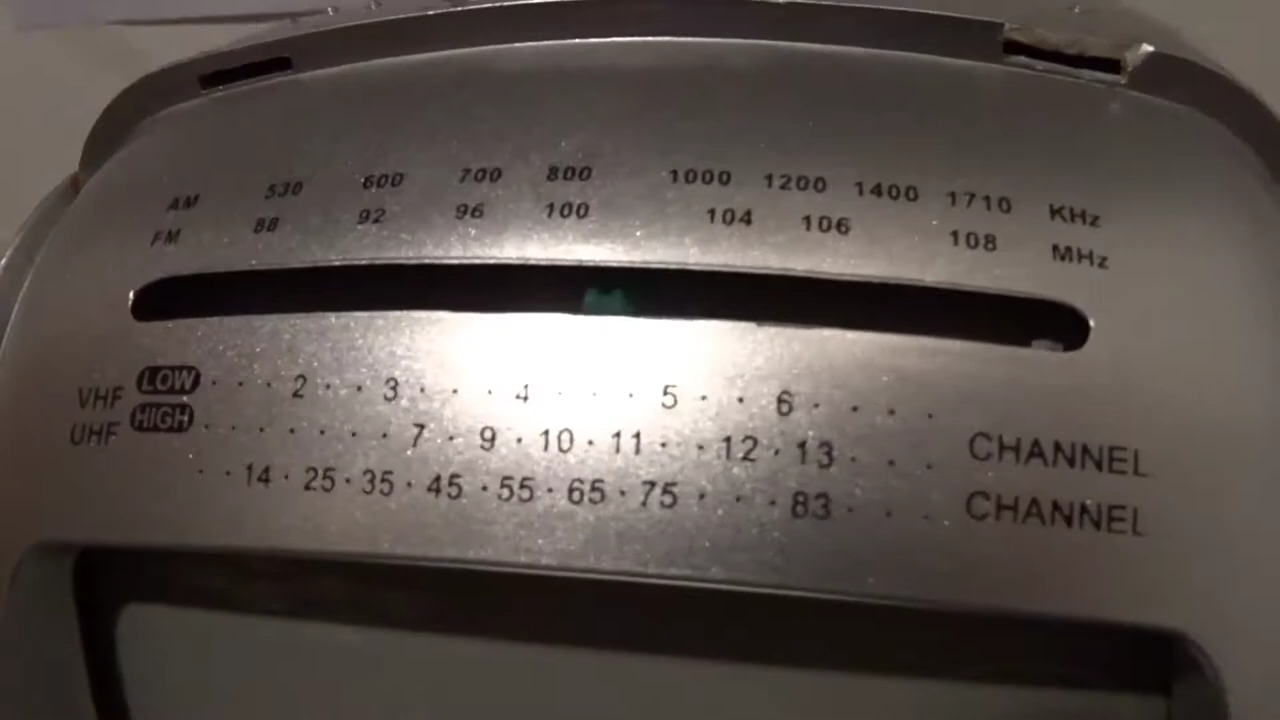 AM 530 600 700 800 1000 1200 1400 1710 KHz
FM 88 92 96 100 104 106 108 MHz
VHF LOW · · · 2 · · 3 · · · 4 · · · 5 · · 6 · · · ·
HIGH · · · · · · · 7 · 9 · 10 · 11 · · 12 · 13 · · · CHANNEL
UHF · · 14 · 25 · 35 · 45 · 55 · 65 · 75 · · · 83 · · · CHANNEL